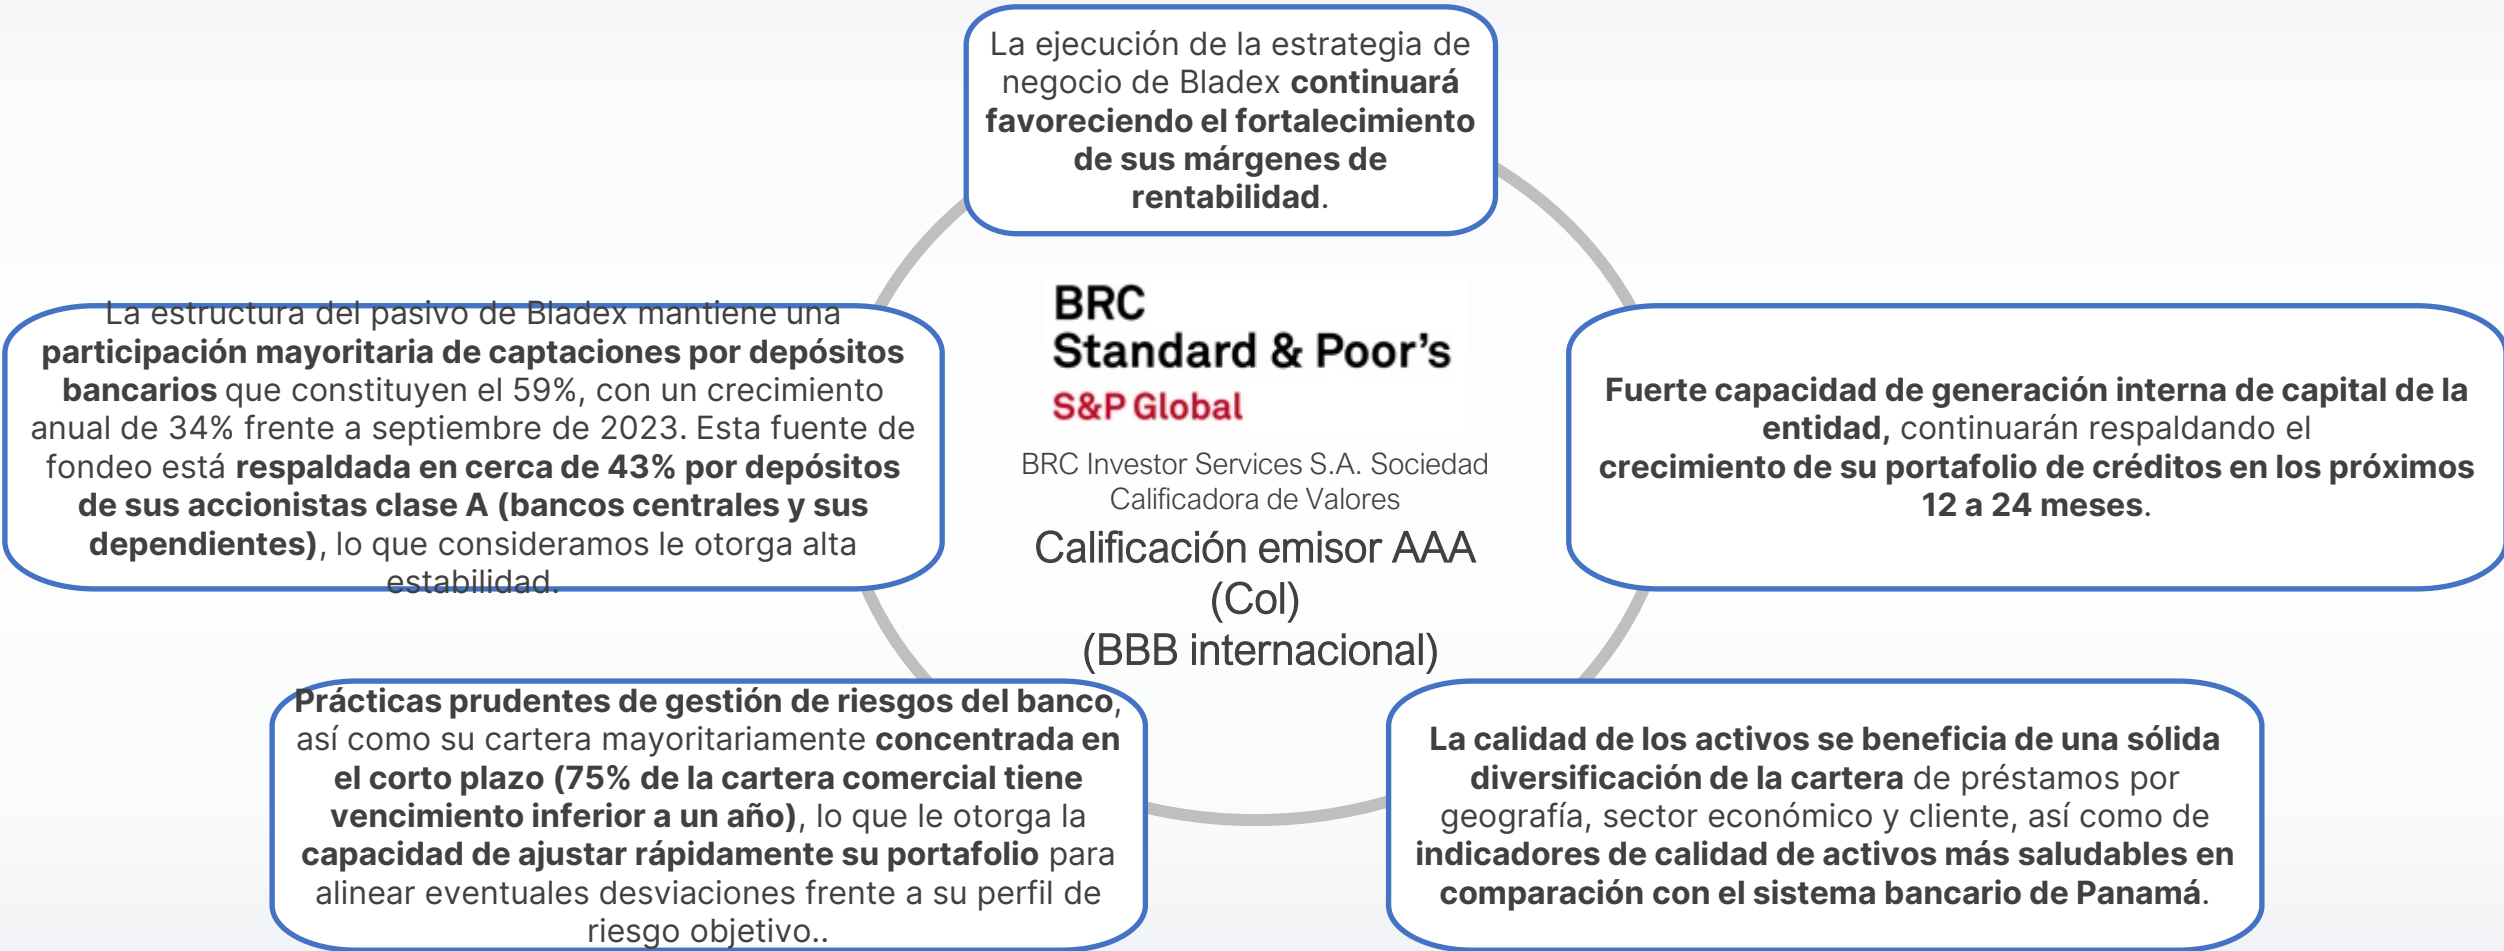 La ejecución de la estrategia de
negocio de Bladex continuará
favoreciendo el fortalecimiento
de sus márgenes de
rentabilidad.
La estructura del pasivo de Bladex mantiene una
participación mayoritaria de captaciones por depósitos
bancarios que constituyen el 59%, con un crecimiento
anual de 34% frente a septiembre de 2023. Esta fuente de
fondeo está respaldada en cerca de 43% por depósitos
de sus accionistas clase A (bancos centrales y sus
dependientes), lo que consideramos le otorga alta
estabilidad.
BRC
Standard & Poor's
S&P Global
BRC Investor Services S.A. Sociedad
Calificadora de Valores
Calificación emisor AAA
(Col)
(BBB internacional)
Fuerte capacidad de generación interna de capital de la
entidad, continuarán respaldando el
crecimiento de su portafolio de créditos en los próximos
12 a 24 meses.
Prácticas prudentes de gestión de riesgos del banco,
así como su cartera mayoritariamente concentrada en
el corto plazo (75% de la cartera comercial tiene
vencimiento inferior a un año), lo que le otorga la
capacidad de ajustar rápidamente su portafolio para
alinear eventuales desviaciones frente a su perfil de
riesgo objetivo..
La calidad de los activos se beneficia de una sólida
diversificación de la cartera de préstamos por
geografía, sector económico y cliente, así como de
indicadores de calidad de activos más saludables en
comparación con el sistema bancario de Panamá.